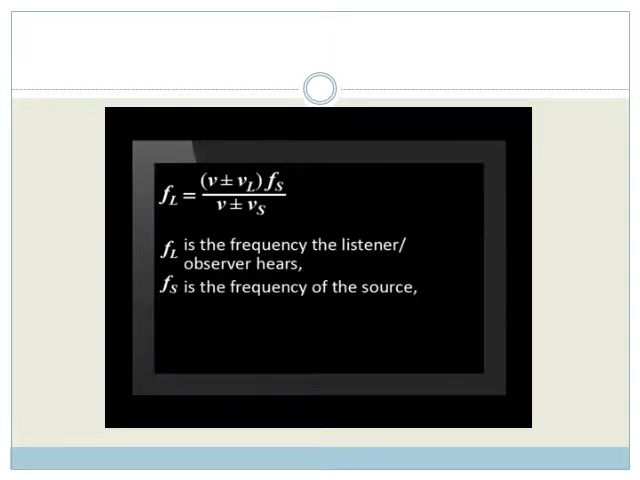 f_L = (v ± v_L) f_S / v ± v_S
f_L is the frequency the listener/
observer hears,
f_S is the frequency of the source,